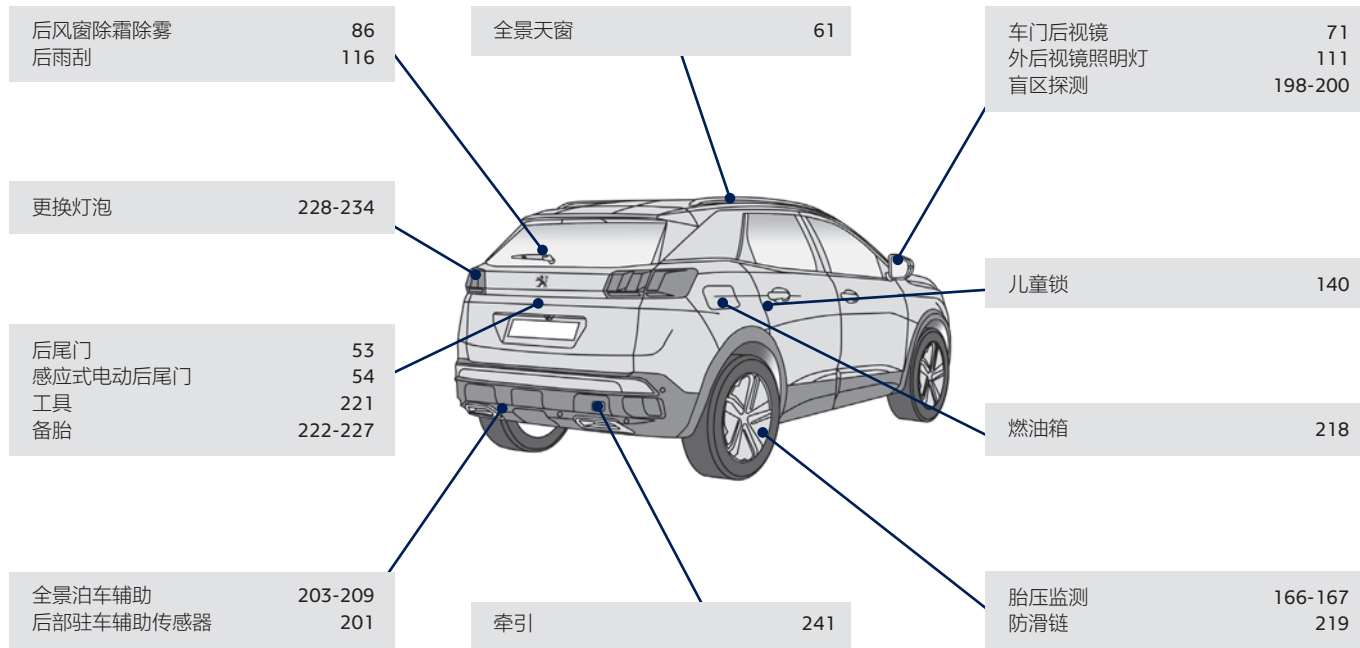 后风窗除霜除雾 86
后雨刮 116
全景天窗 61
车门后视镜 71
外后视镜照明灯 111
盲区探测 198-200
更换灯泡 228-234
儿童锁 140
后尾门 53
感应式电动后尾门 54
工具 221
备胎 222-227
燃油箱 218
全景泊车辅助 203-209
后部驻车辅助传感器 201
牵引 241
胎压监测 166-167
防滑链 219